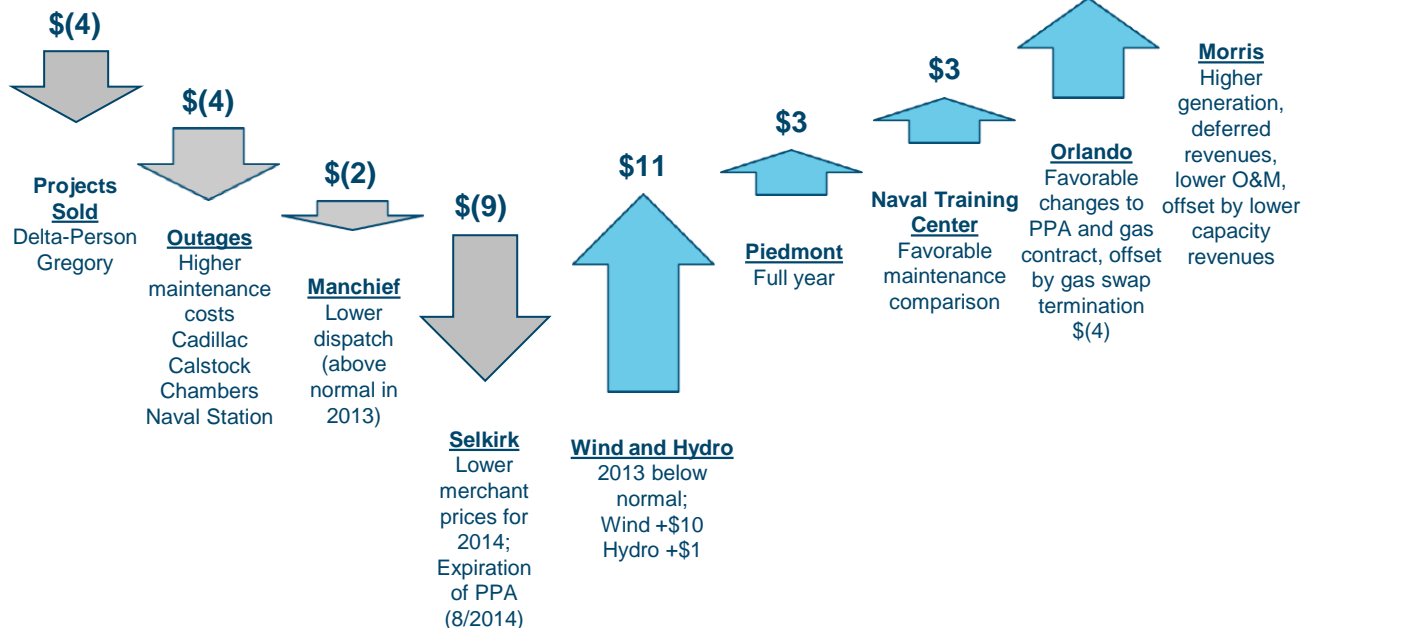 $(4)
Projects
Sold
Delta-Person
Gregory
$(4)
Outages
Higher
maintenance
costs
Cadillac
Calstock
Chambers
Naval Station
$(2)
Manchief
Lower
dispatch
(above
normal in
2013)
$(9)
Selkirk
Lower
merchant
prices for
2014;
Expiration
of PPA
(8/2014)
$11
Wind and Hydro
2013 below
normal;
Wind +$10
Hydro +$1
$3
Piedmont
Full year
$3
Naval Training
Center
Favorable
maintenance
comparison
Orlando
Favorable
changes to
PPA and gas
contract, offset
by gas swap
termination
$(4)
Morris
Higher
generation,
deferred
revenues,
lower O&M,
offset by lower
capacity
revenues